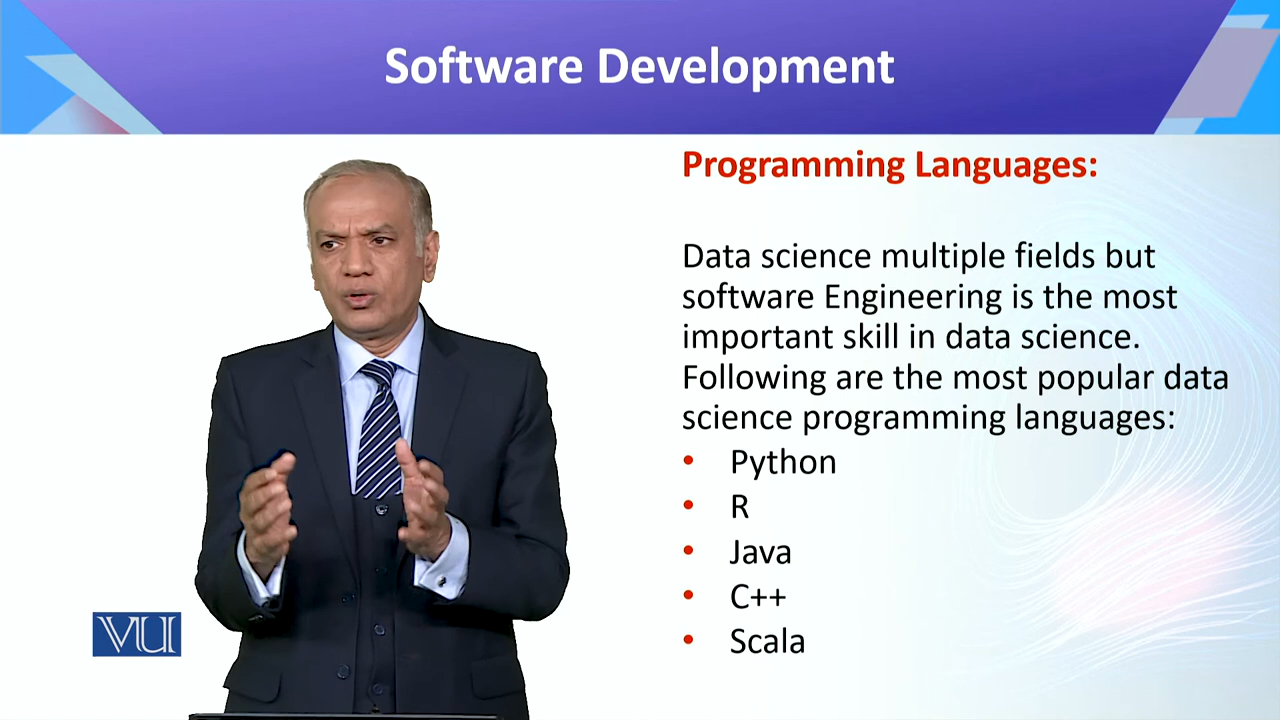 Software Development
Programming Languages:
Data science multiple fields but
software Engineering is the most
important skill in data science.
Following are the most popular data
science programming languages:
• Python
• R
• Java
• C++
• Scala
VU